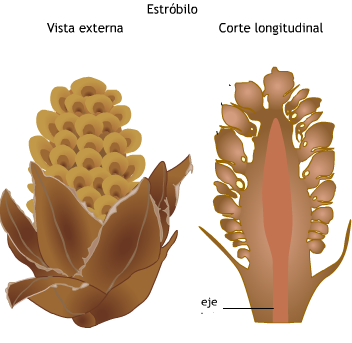 Estróbilo
Vista externa
Corte longitudinal
eje